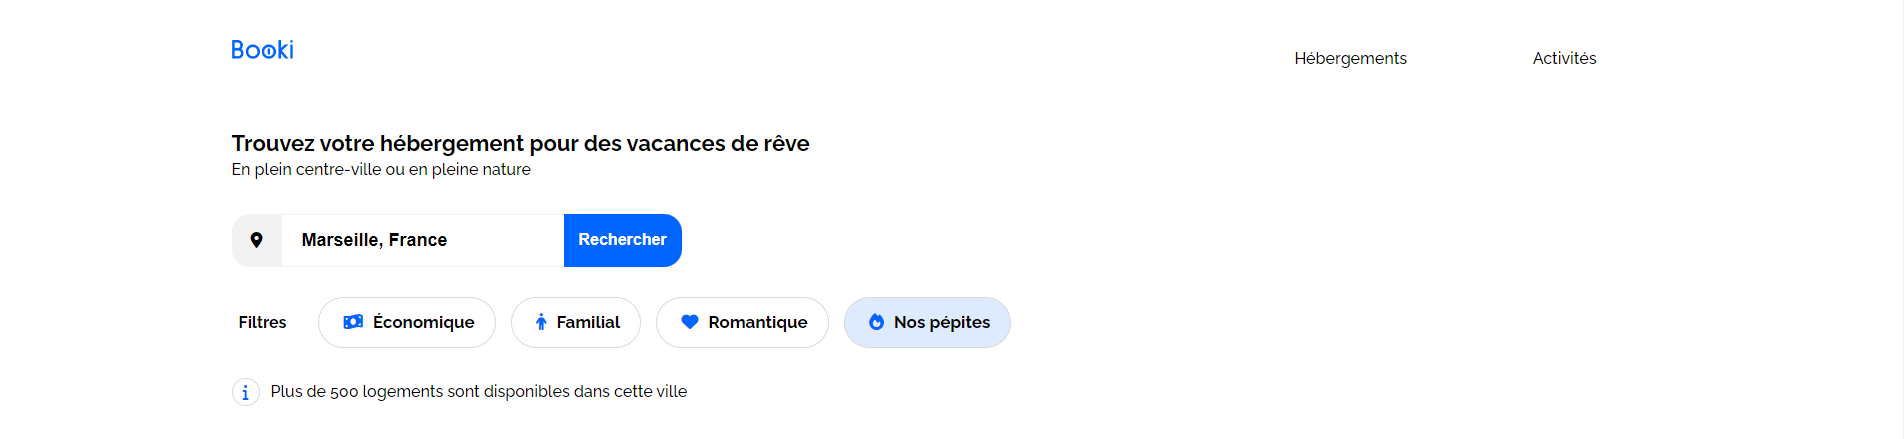 Booki
Hébergements
Activités
Trouvez votre hébergement pour des vacances de rêve
En plein centre-ville ou en pleine nature
Marseille, France
Rechercher
Filtres
Économique
Familial
Romantique
Nos pépites
i
Plus de 500 logements sont disponibles dans cette ville